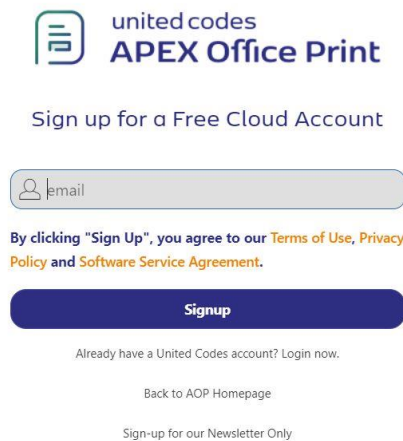 united codes
APEX Office Print
Sign up for a Free Cloud Account
email
By clicking "Sign Up", you agree to our Terms of Use, Privacy
Policy and Software Service Agreement.
Signup
Already have a United Codes account? Login now.
Back to AOP Homepage
Sign-up for our Newsletter Only